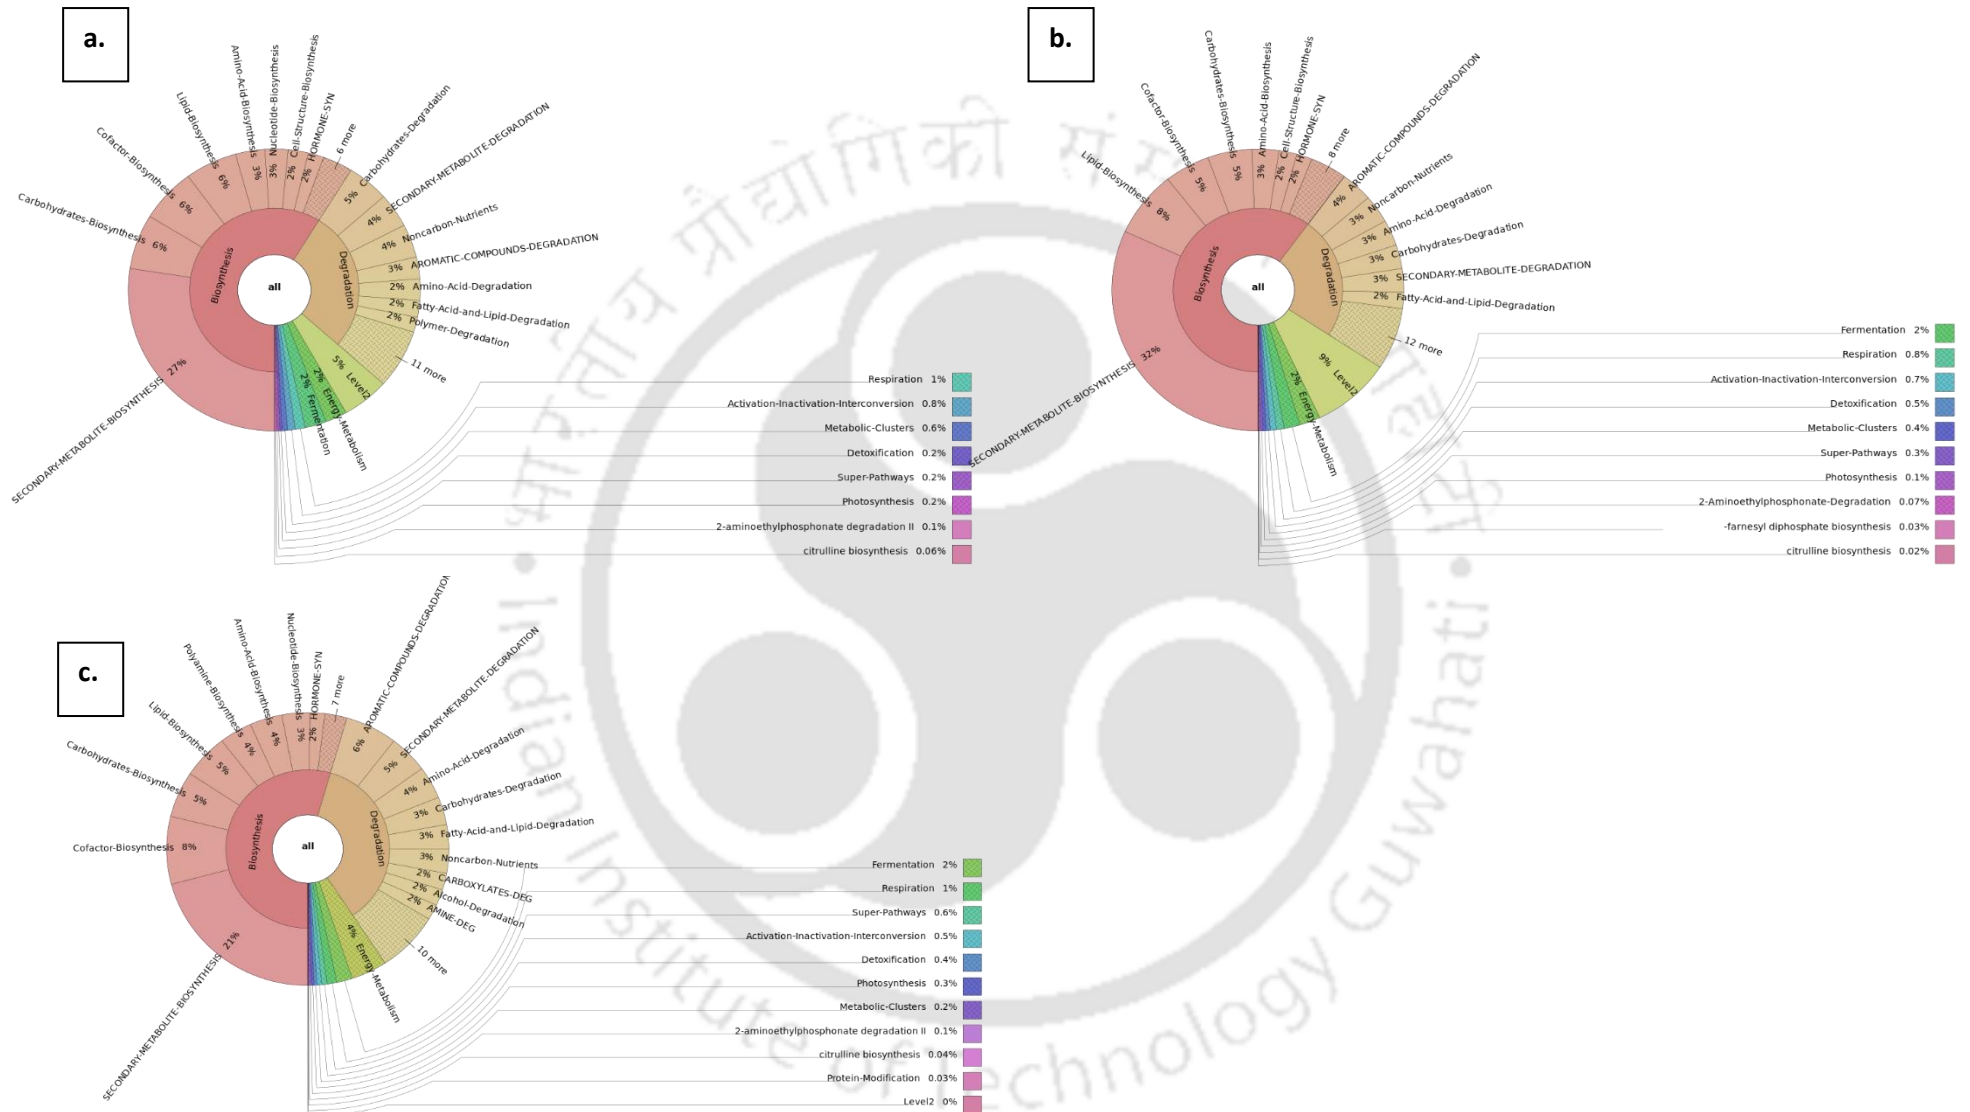 a.
Carbohydrates-Biosynthesis 6%
Cofactor-Biosynthesis 6%
Lipid-Biosynthesis 6%
Amino-Acid-Biosynthesis 3%
Nucleotide-Biosynthesis 3%
Cell-Structure-Biosynthesis 2%
HORMONE-SYN 2%
6 more
Carbohydrates-Degradation 5%
SECONDARY-METABOLITE-DEGRADATION 4%
Noncarbon-Nutrients 4%
3% AROMATIC-COMPOUNDS-DEGRADATION
2% Amino-Acid-Degradation
2% Fatty-Acid-and-Lipid-Degradation
2% Polymer-Degradation
11 more
5% Level2
2% Energy-Metabolism
2% Fermentation
SECONDARY-METABOLITE-BIOSYNTHESIS 27%
Biosynthesis
all
Degradation
Respiration 1%
Activation-Inactivation-Interconversion 0.8%
Metabolic-Clusters 0.6%
Detoxification 0.2%
Super-Pathways 0.2%
Photosynthesis 0.2%
2-aminoethylphosphonate degradation II 0.1%
citrulline biosynthesis 0.06%
b.
Lipid-Biosynthesis 8%
Cofactor-Biosynthesis 5%
Carbohydrates-Biosynthesis 5%
Amino-Acid-Biosynthesis 3%
Cell-Structure-Biosynthesis 2%
HORMONE-SYN 2%
8 more
AROMATIC-COMPOUNDS-DEGRADATION 4%
Noncarbon-Nutrients 3%
Amino-Acid-Degradation 3%
3% Carbohydrates-Degradation
3% SECONDARY-METABOLITE-DEGRADATION
2% Fatty-Acid-and-Lipid-Degradation
12 more
9% Level2
2% Energy-Metabolism
SECONDARY-METABOLITE-BIOSYNTHESIS 32%
Biosynthesis
all
Degradation
Fermentation 2%
Respiration 0.8%
Activation-Inactivation-Interconversion 0.7%
Detoxification 0.5%
Metabolic-Clusters 0.4%
Super-Pathways 0.3%
Photosynthesis 0.1%
2-Aminoethylphosphonate-Degradation 0.07%
-farnesyl diphosphate biosynthesis 0.03%
citrulline biosynthesis 0.02%
c.
Cofactor-Biosynthesis 8%
Carbohydrates-Biosynthesis 5%
Lipid-Biosynthesis 5%
Polyamine-Biosynthesis 4%
Amino-Acid-Biosynthesis 4%
Nucleotide-Biosynthesis 3%
HORMONE-SYN 2%
7 more
AROMATIC-COMPOUNDS-DEGRADATION 6%
SECONDARY-METABOLITE-DEGRADATION 5%
Amino-Acid-Degradation 4%
3% Carbohydrates-Degradation
3% Fatty-Acid-and-Lipid-Degradation
3% Noncarbon-Nutrients
2% CARBOXYLATES-DEG
2% Alcohol-Degradation
2% AMINE-DEG
10 more
4% Energy-Metabolism
SECONDARY-METABOLITE-BIOSYNTHESIS 21%
Biosynthesis
all
Degradation
Fermentation 2%
Respiration 1%
Super-Pathways 0.6%
Activation-Inactivation-Interconversion 0.5%
Detoxification 0.4%
Photosynthesis 0.3%
Metabolic-Clusters 0.2%
2-aminoethylphosphonate degradation II 0.1%
citrulline biosynthesis 0.04%
Protein-Modification 0.03%
Level2 0%
Indian Institute of Technology Guwahati